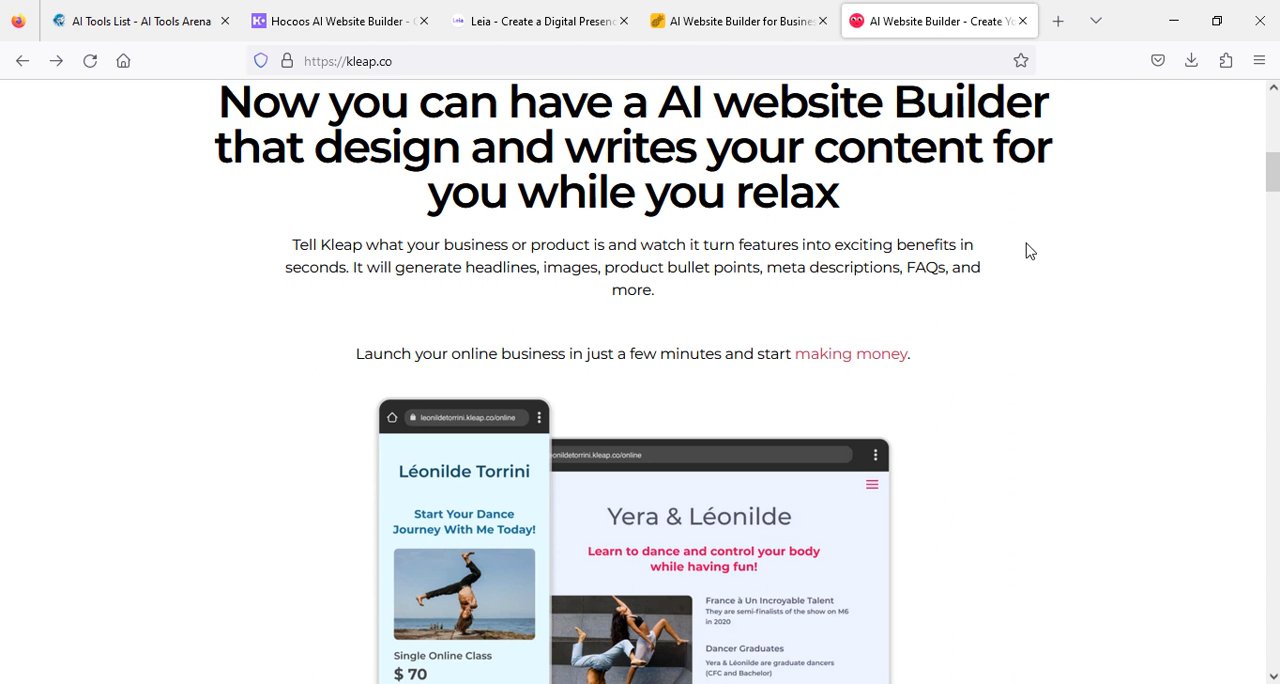 AI Tools List - AI Tools Arena
Hocoos AI Website Builder -
Leia - Create a Digital Presenc
AI Website Builder for Busine
AI Website Builder - Create Yo
https://kleap.co
Now you can have a AI website Builder
that design and writes your content for
you while you relax
Tell Kleap what your business or product is and watch it turn features into exciting benefits in
seconds. It will generate headlines, images, product bullet points, meta descriptions, FAQs, and
more.
Launch your online business in just a few minutes and start making money.
leonildetorrini.kleap.co/online
onildetorrini.kleap.co/online
Léonilde Torrini
Start Your Dance
Journey With Me Today!
Single Online Class
$ 70
Yera & Léonilde
Learn to dance and control your body
while having fun!
France à Un Incroyable Talent
They are semi-finalists of the show on M6
in 2020
Dancer Graduates
Yera & Léonilde are graduate dancers
(CFC and Bachelor)